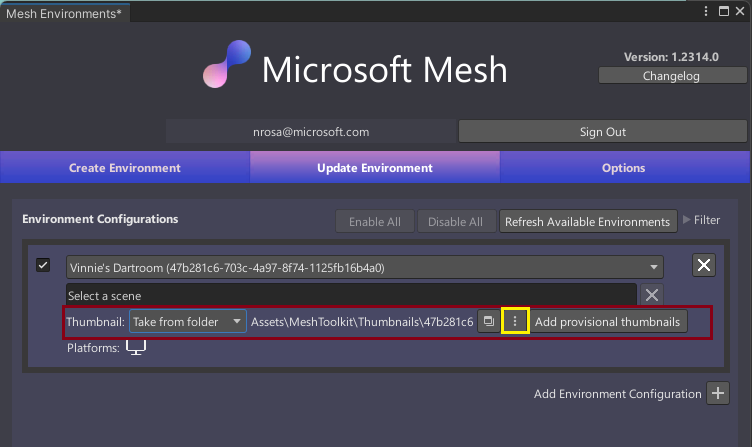 Mesh Environments*
Microsoft Mesh
Version: 1.2314.0
Changelog
nrosa@microsoft.com
Sign Out
Create Environment
Update Environment
Options
Environment Configurations
Enable All
Disable All
Refresh Available Environments
Filter
Vinnie's Dartroom (47b281c6-703c-4a97-8f74-1125fb16b4a0)
Select a scene
Thumbnail: Take from folder Assets\MeshToolkit\Thumbnails\47b281c6 Add provisional thumbnails
Platforms:
Add Environment Configuration